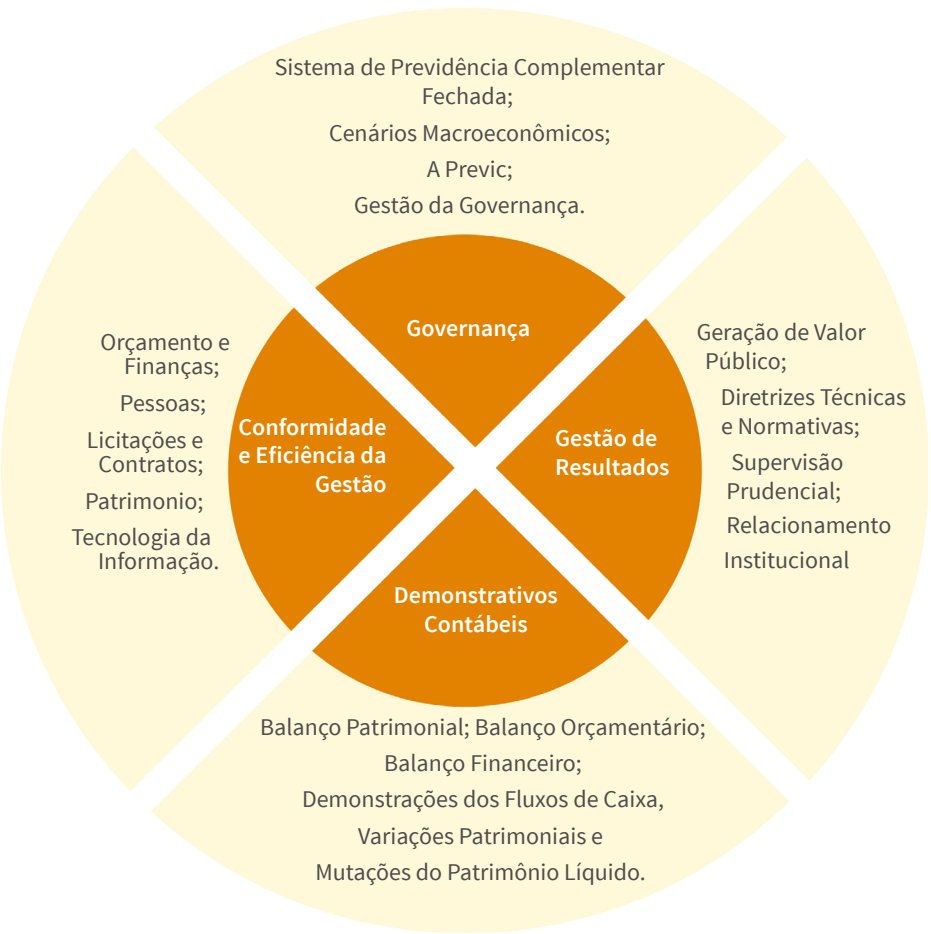 Sistema de Previdência Complementar
Fechada;
Cenários Macroeconômicos;
A Previc;
Gestão da Governança.
Governança
Orçamento e
Finanças;
Pessoas;
Licitações e
Contratos;
Patrimonio;
Tecnologia da
Informação.
Conformidade
e Eficiência da
Gestão
Gestão de
Resultados
Geração de Valor
Público;
Diretrizes Técnicas
e Normativas;
Supervisão
Prudencial;
Relacionamento
Institucional
Demonstrativos
Contábeis
Balanço Patrimonial; Balanço Orçamentário;
Balanço Financeiro;
Demonstrações dos Fluxos de Caixa,
Variações Patrimoniais e
Mutações do Patrimônio Líquido.